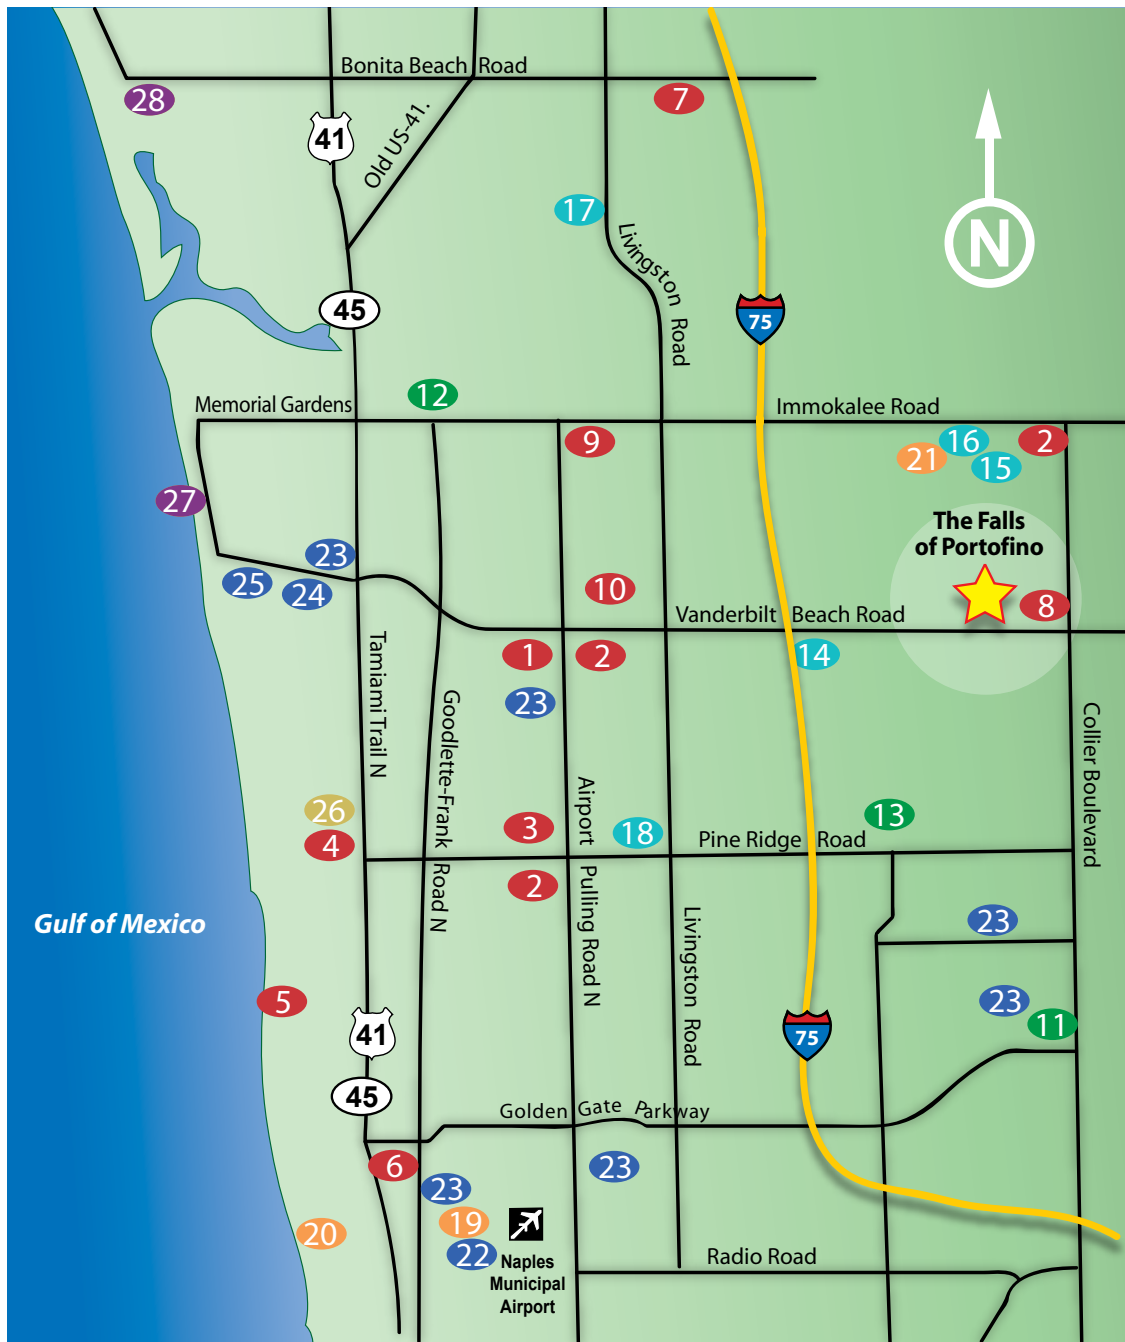 Bonita Beach Road
28
7
41
Old US-41.
17
Livingston Road
N
45
75
12
Memorial Gardens
Immokalee Road
9
16
2
21
15
27
The Falls
of Portofino
23
25
24
10
8
Vanderbilt Beach Road
1
2
14
23
Tamiami Trail N
Goodlette-Frank Road N
Collier Boulevard
Airport Pulling Road N
26
13
3
18
4
Pine Ridge Road
2
Livingston Road
Gulf of Mexico
23
5
23
11
41
75
45
Golden Gate Parkway
6
23
23
19
20
22
Naples
Municipal
Airport
Radio Road